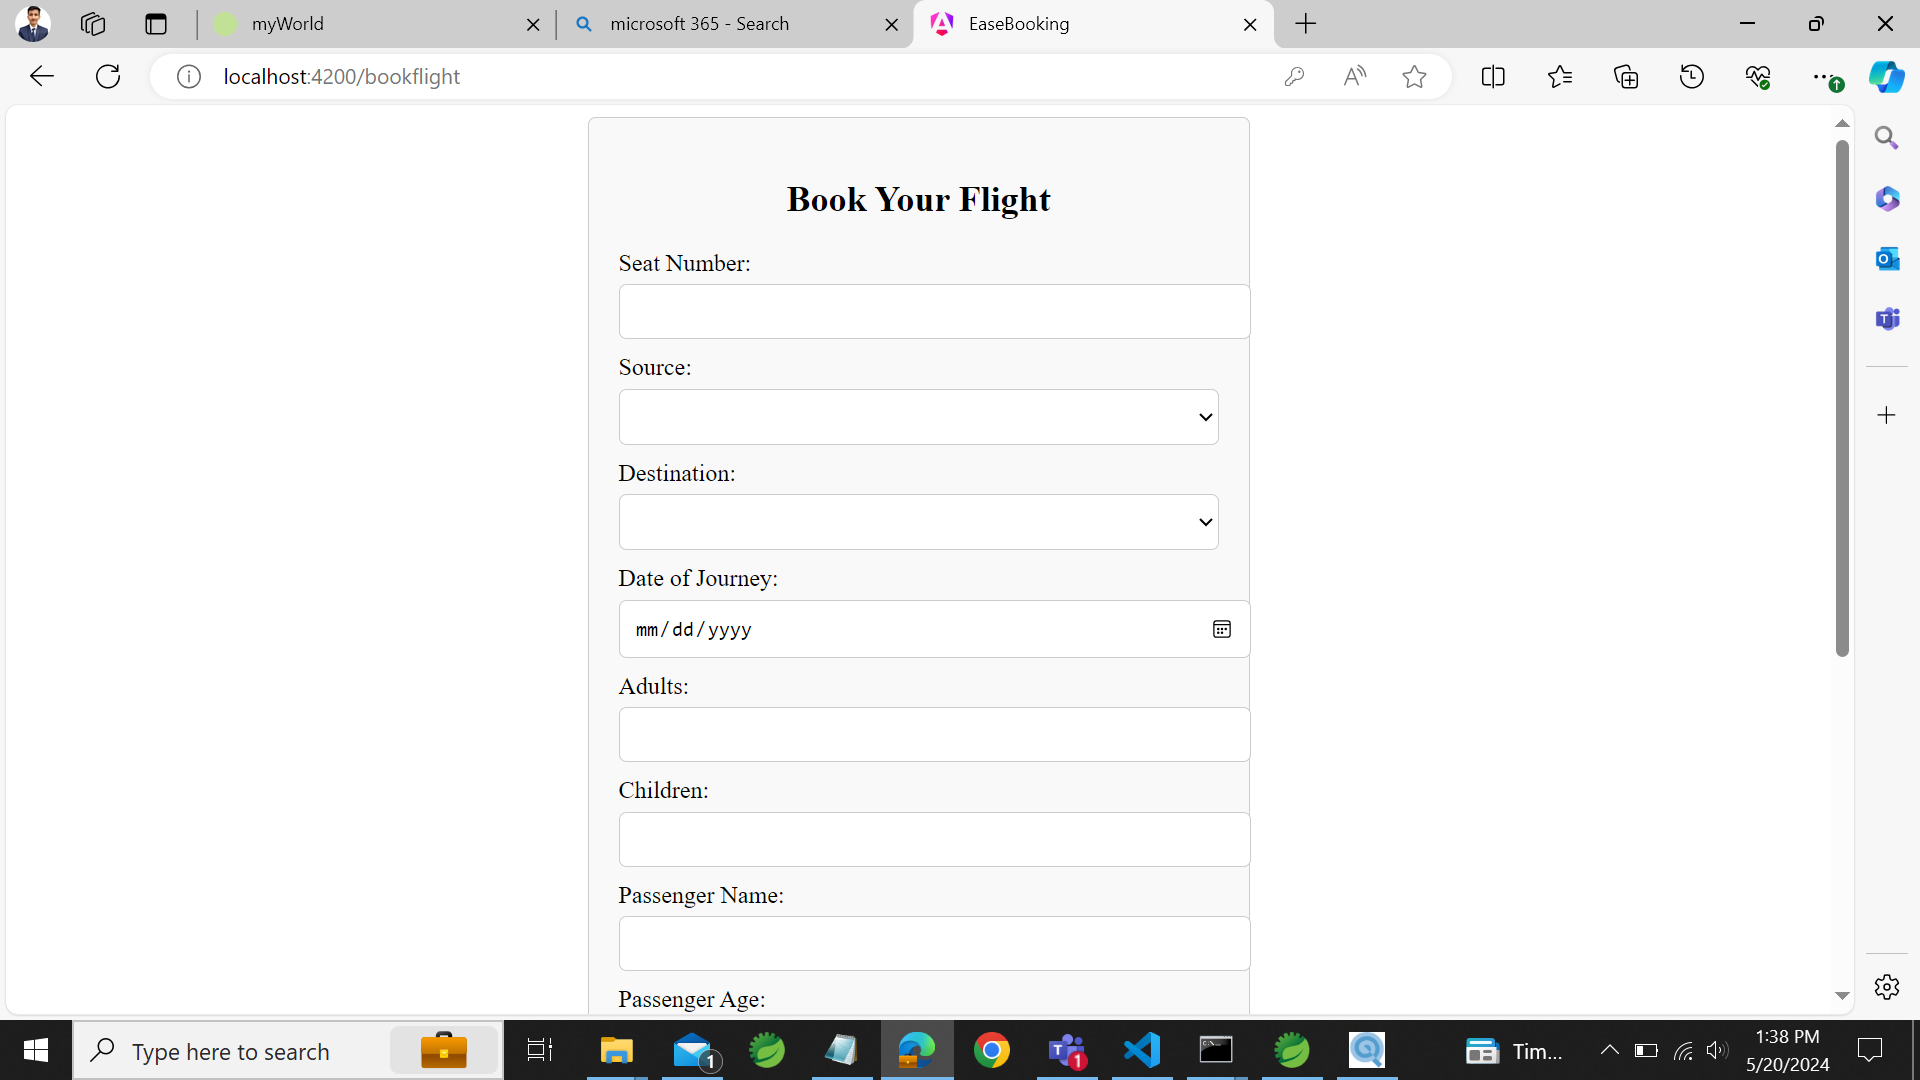 myWorld
microsoft 365 - Search
EaseBooking
localhost:4200/bookflight
Book Your Flight
Seat Number:
Source:
Destination:
Date of Journey:
mm/dd/yyyy
Adults:
Children:
Passenger Name:
Passenger Age:
Type here to search
1
1
Tim...
1:38 PM
5/20/2024